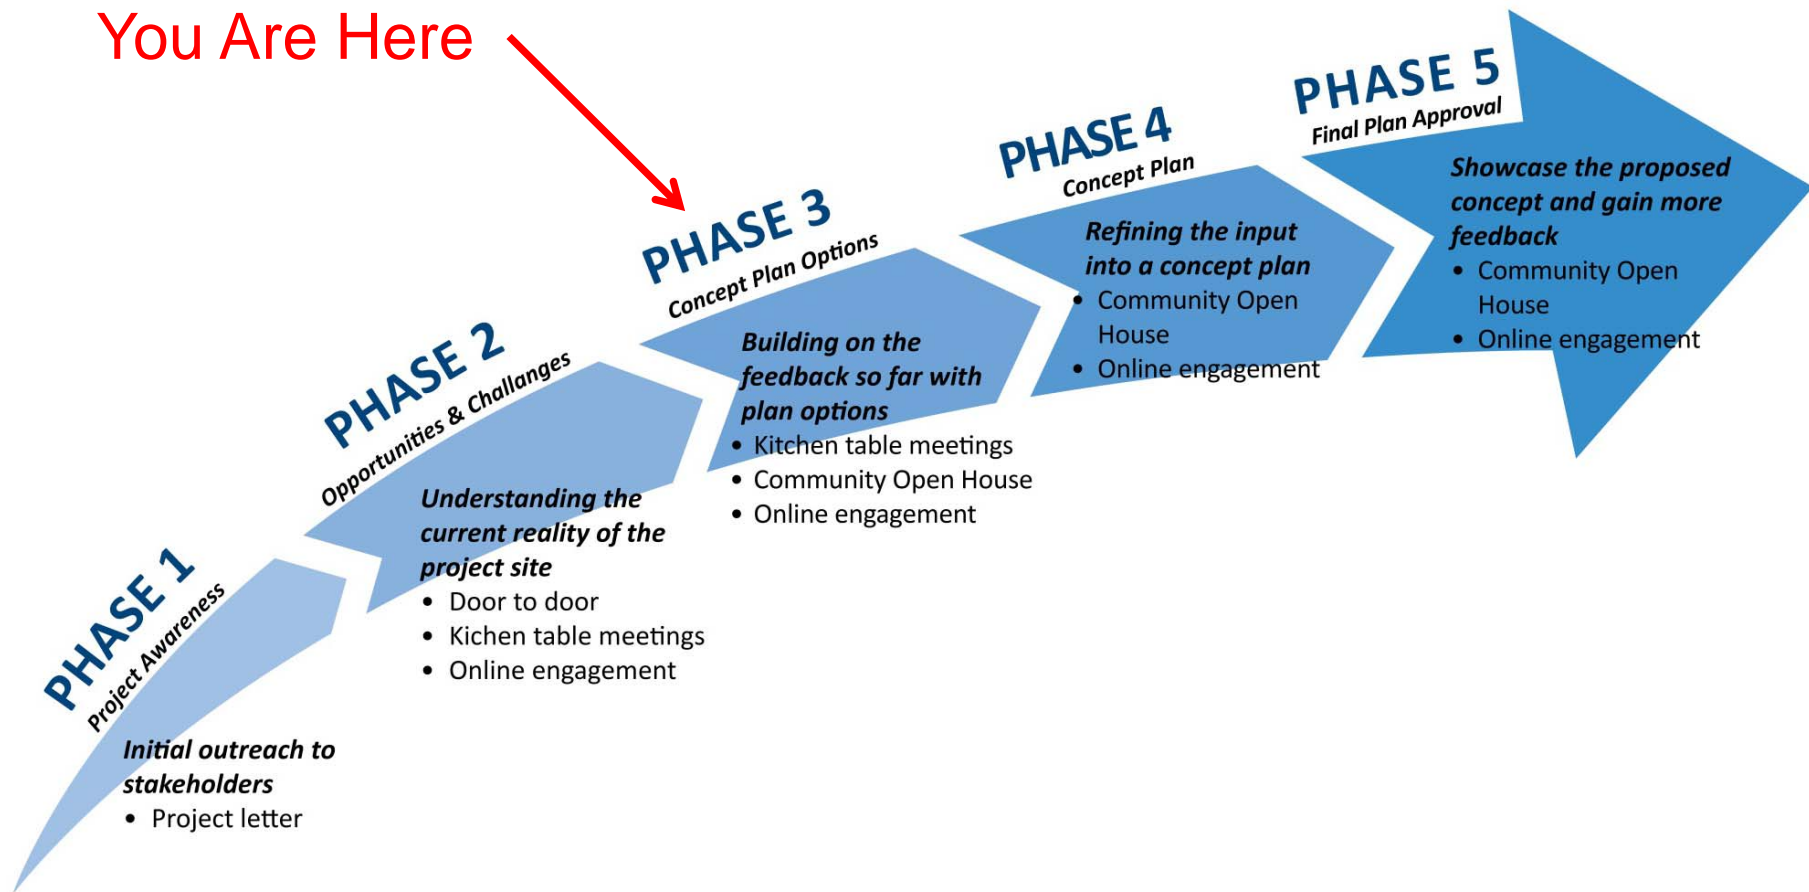 You Are Here
PHASE 1
Project Awareness
Initial outreach to
stakeholders
• Project letter
PHASE 2
Opportunities & Challanges
Understanding the
current reality of the
project site
• Door to door
• Kichen table meetings
• Online engagement
PHASE 3
Concept Plan Options
Building on the
feedback so far with
plan options
• Kitchen table meetings
• Community Open House
• Online engagement
PHASE 4
Concept Plan
Refining the input
into a concept plan
• Community Open
House
• Online engagement
PHASE 5
Final Plan Approval
Showcase the proposed
concept and gain more
feedback
• Community Open
House
• Online engagement